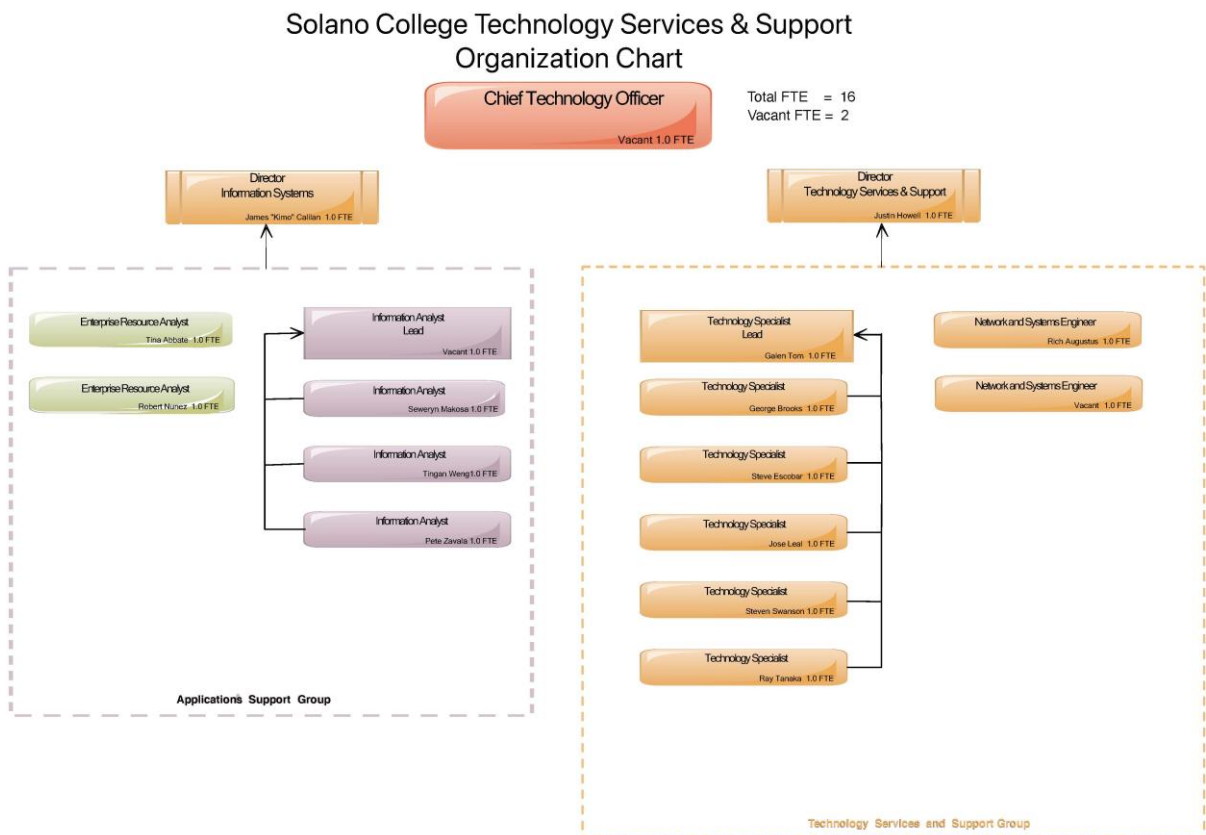 Solano College Technology Services & Support
Organization Chart
Chief Technology Officer
Vacant 1.0 FTE
Total FTE = 16
Vacant FTE = 2
Director
Information Systems
James "Kimo" Callian 1.0 FTE
Director
Technology Services & Support
Justin Howell 1.0 FTE
Enterprise Resource Analyst
Tina Abbate 1.0 FTE
Enterprise Resource Analyst
Robert Nunez 1.0 FTE
Information Analyst
Lead
Vacant 1.0 FTE
Information Analyst
Seweryn Makosa 1.0 FTE
Information Analyst
Tingan Weng1.0 FTE
Information Analyst
Pete Zavala 1.0 FTE
Applications Support Group
Technology Specialist
Lead
Galen Tom 1.0 FTE
Technology Specialist
George Brooks 1.0 FTE
Technology Specialist
Steve Escobar 1.0 FTE
Technology Specialist
Jose Leal 1.0 FTE
Technology Specialist
Steven Swanson 1.0 FTE
Technology Specialist
Ray Tanaka 1.0 FTE
Network and Systems Engineer
Rich Augustus 1.0 FTE
Network and Systems Engineer
Vacant 1.0 FTE
Technology Services and Support Group